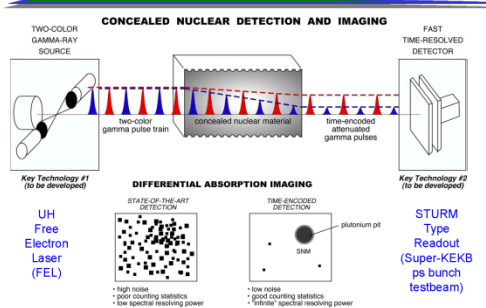 CONCEALED NUCLEAR DETECTION AND IMAGING
TWO-COLOR
GAMMA-RAY
SOURCE
FAST
TIME-RESOLVED
DETECTOR
two-color
gamma pulse train
concealed nuclear material
time-encoded
attenuated
gamma pulses
Key Technology #1
(to be developed)
Key Technology #2
(to be developed)
DIFFERENTIAL ABSORPTION IMAGING
UH
Free
Electron
Laser
(FEL)
STATE-OF-THE-ART
DETECTION
• high noise
• poor counting statistics
• low spectral resolving power
TIME-ENCODED
DETECTION
plutonium pit
SNM
• low noise
• good counting statistics
• "infinite" spectral resolving power
STURM
Type
Readout
(Super-KEKB
ps bunch
testbeam)